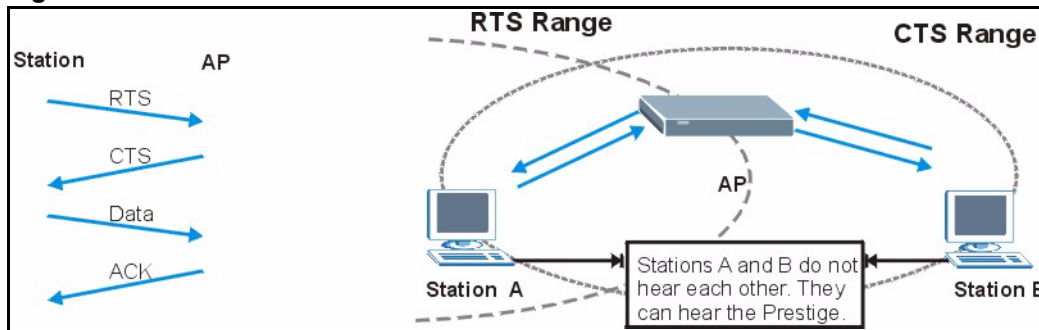 RTS Range
CTS Range
Station
AP
RTS
CTS
Data
ACK
AP
Station A
Stations A and B do not
hear each other. They
can hear the Prestige.
Station B